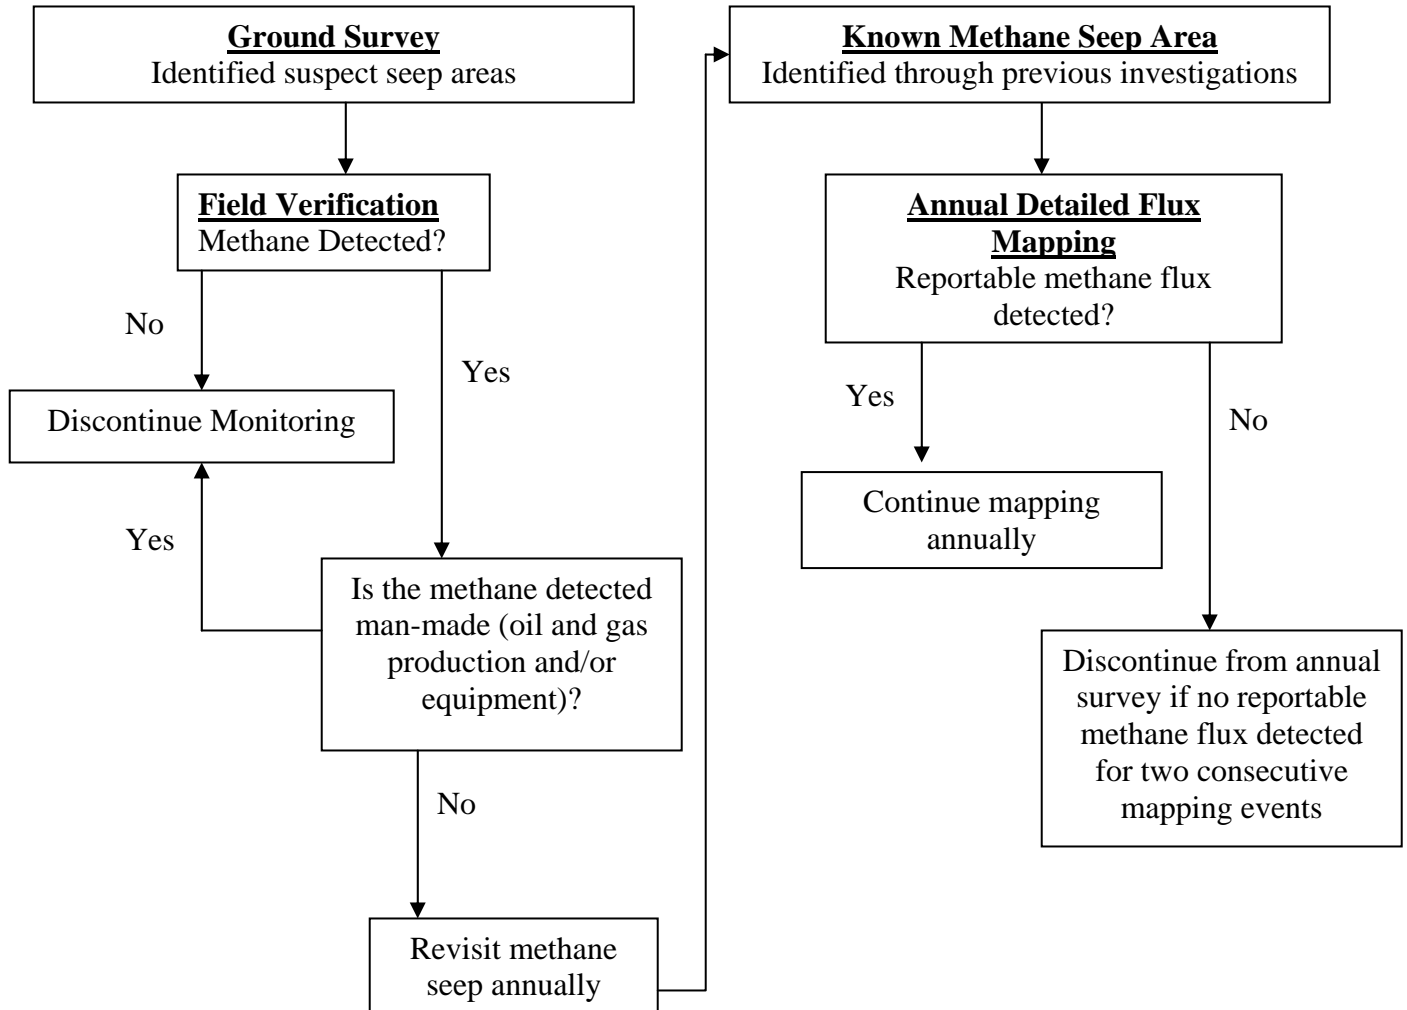 Ground Survey
Identified suspect seep areas
Field Verification
Methane Detected?
No
Yes
Discontinue Monitoring
Yes
Is the methane detected
man-made (oil and gas
production and/or
equipment)?
No
Revisit methane
seep annually
Known Methane Seep Area
Identified through previous investigations
Annual Detailed Flux
Mapping
Reportable methane flux
detected?
Yes
No
Continue mapping
annually
Discontinue from annual
survey if no reportable
methane flux detected
for two consecutive
mapping events